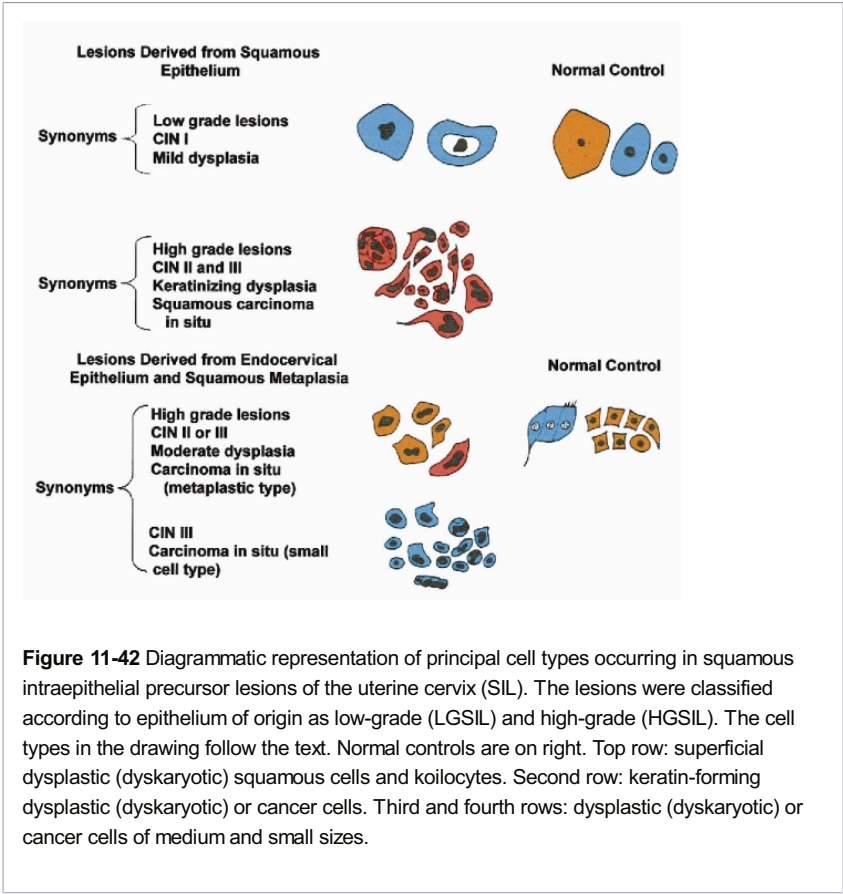 Lesions Derived from Squamous
Epithelium
Normal Control
Synonyms
Low grade lesions
CIN I
Mild dysplasia
Synonyms
High grade lesions
CIN II and III
Keratinizing dysplasia
Squamous carcinoma
in situ
Lesions Derived from Endocervical
Epithelium and Squamous Metaplasia
Normal Control
Synonyms
High grade lesions
CIN II or III
Moderate dysplasia
Carcinoma in situ
(metaplastic type)
CIN III
Carcinoma in situ (small
cell type)
Figure 11-42 Diagrammatic representation of principal cell types occurring in squamous
intraepithelial precursor lesions of the uterine cervix (SIL). The lesions were classified
according to epithelium of origin as low-grade (LGSIL) and high-grade (HGSIL). The cell
types in the drawing follow the text. Normal controls are on right. Top row: superficial
dysplastic (dyskaryotic) squamous cells and koilocytes. Second row: keratin-forming
dysplastic (dyskaryotic) or cancer cells. Third and fourth rows: dysplastic (dyskaryotic) or
cancer cells of medium and small sizes.